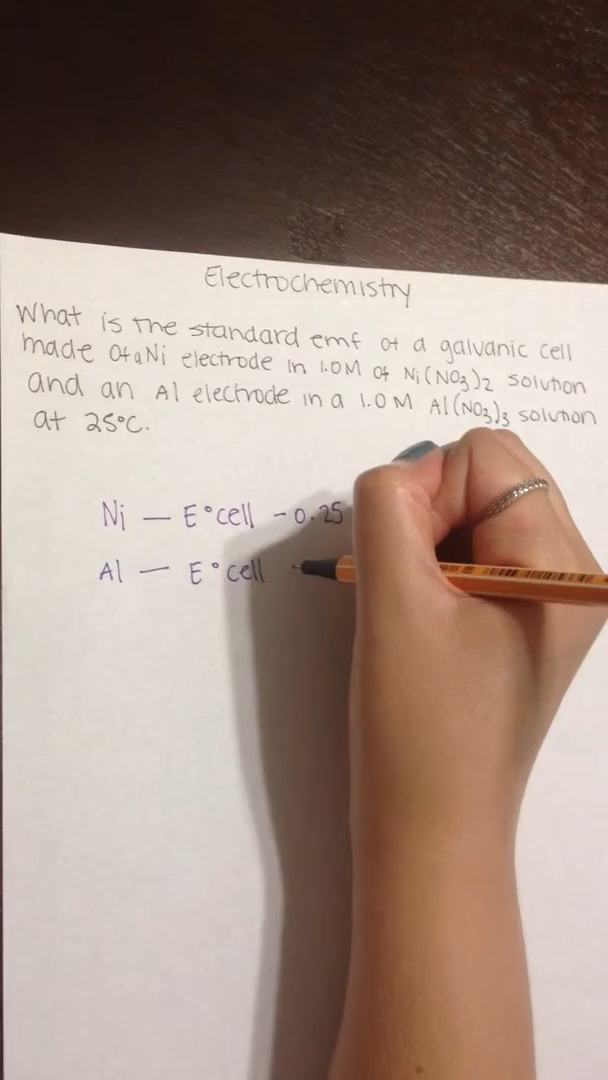 Electrochemistry
What is the standard emf of a galvanic cell
made of a Ni electrode in 1.0M of Ni(NO3)2 solution
and an Al electrode in a 1.0M Al(NO3)3 solution
at 25°C.
Ni — E°cell -0.25
Al — E°cell -